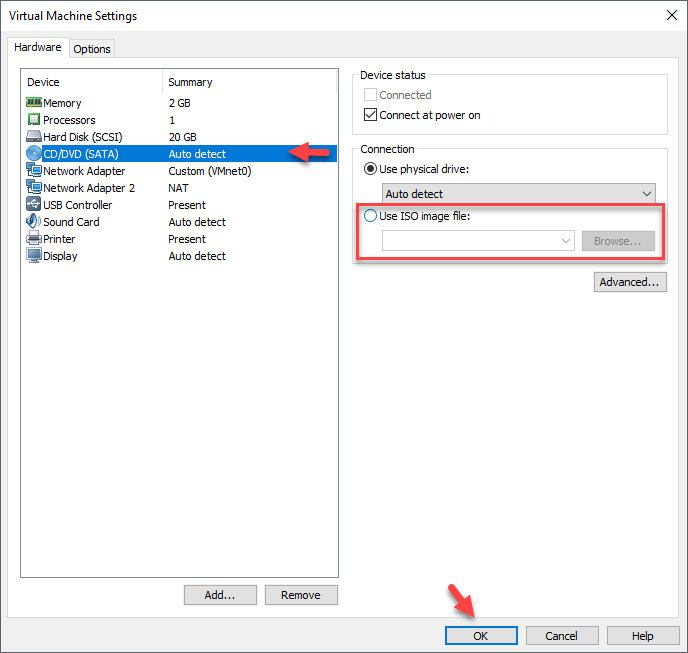 Virtual Machine Settings
Hardware
Options
Device Summary
Memory 2 GB
Processors 1
Hard Disk (SCSI) 20 GB
CD/DVD (SATA) Auto detect
Network Adapter Custom (VMnet0)
Network Adapter 2 NAT
USB Controller Present
Sound Card Auto detect
Printer Present
Display Auto detect
Add... Remove
Device status
Connected
Connect at power on
Connection
Use physical drive:
Auto detect
Use ISO image file:
Browse...
Advanced...
OK Cancel Help